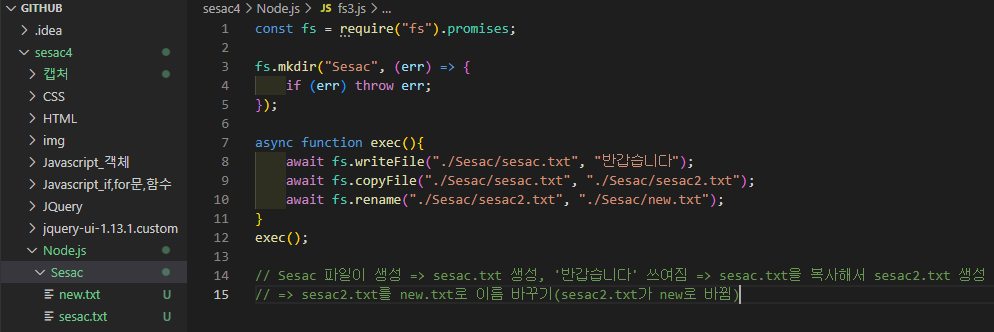 GITHUB
.idea
sesac4
캡처
CSS
HTML
img
Javascript_객체
Javascript_if,for문,함수
JQuery
jquery-ui-1.13.1.custom
Node.js
Sesac
new.txt U
sesac.txt U
sesac4 > Node.js > JS fs3.js > ...
1 const fs = require("fs").promises;
2
3 fs.mkdir("Sesac", (err) => {
4 if (err) throw err;
5 });
6
7 async function exec(){
8 await fs.writeFile("./Sesac/sesac.txt", "반갑습니다");
9 await fs.copyFile("./Sesac/sesac.txt", "./Sesac/sesac2.txt");
10 await fs.rename("./Sesac/sesac2.txt", "./Sesac/new.txt");
11 }
12 exec();
13
14 // Sesac 파일이 생성 => sesac.txt 생성, '반갑습니다' 쓰여짐 => sesac.txt을 복사해서 sesac2.txt 생성
15 // => sesac2.txt를 new.txt로 이름 바꾸기(sesac2.txt가 new로 바뀜)